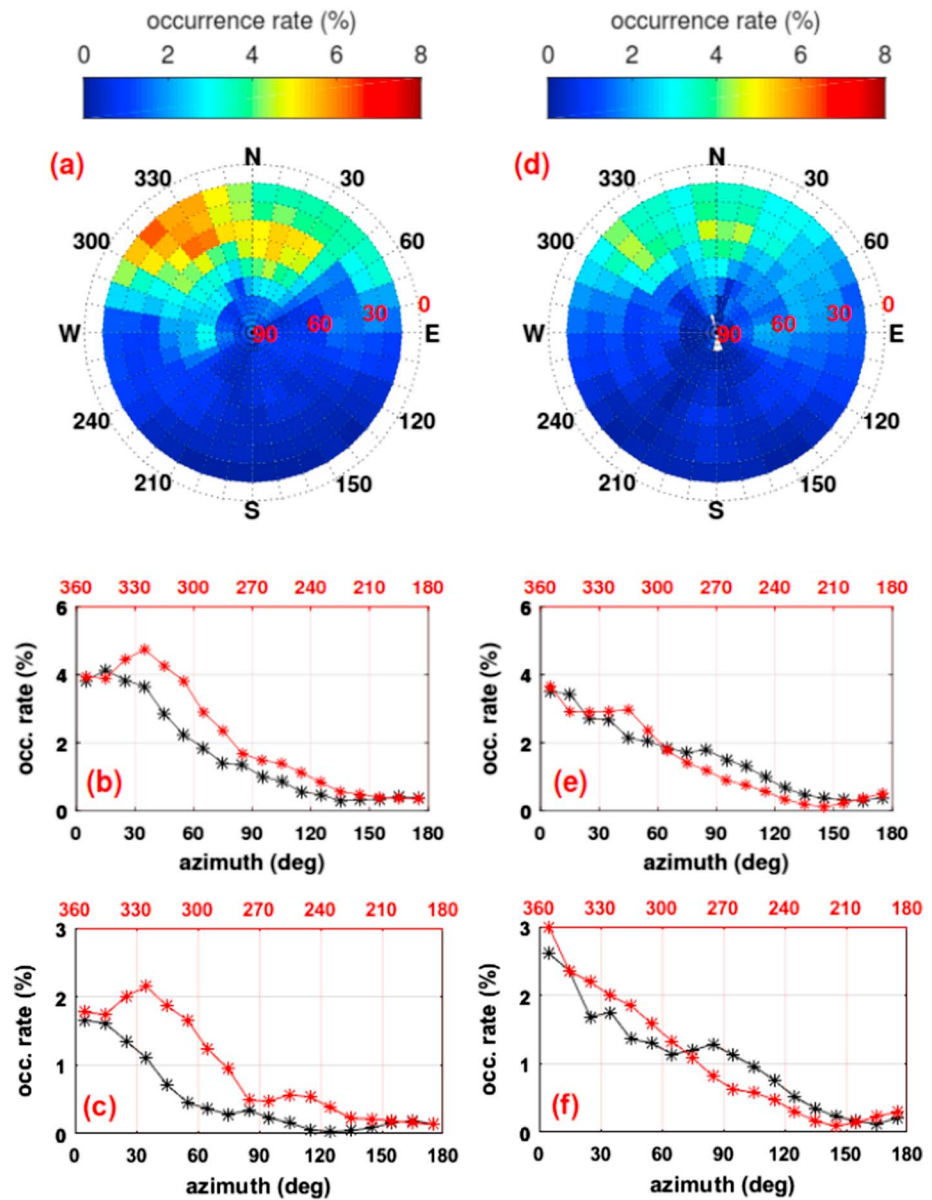 occurrence rate (%) occurrence rate (%)
0 2 4 6 8 0 2 4 6 8
(a) N (d) N
330 30 330 30
300 60 300 60
0 0
30 30
60 60
W 90 E W 90 E
240 120 240 120
210 150 210 150
S S
360 330 300 270 240 210 180 360 330 300 270 240 210 180
6 6
4 4
occ. rate (%) occ. rate (%)
2 2
(b) (e)
0 0
0 30 60 90 120 150 180 0 30 60 90 120 150 180
azimuth (deg) azimuth (deg)
360 330 300 270 240 210 180 360 330 300 270 240 210 180
3 3
2 2
occ. rate (%) occ. rate (%)
1 1
(c) (f)
0 0
0 30 60 90 120 150 180 0 30 60 90 120 150 180
azimuth (deg) azimuth (deg)